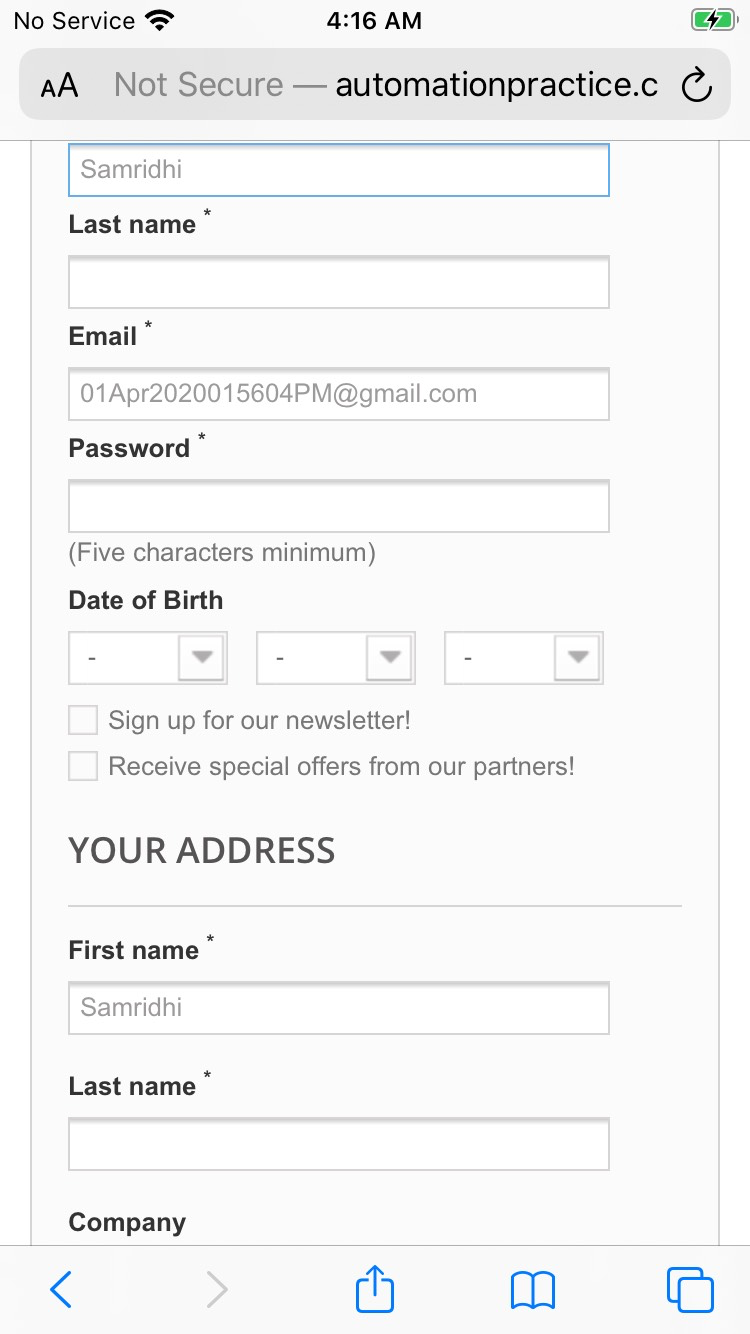 No Service 4:16 AM
AA Not Secure — automationpractice.c
Samridhi
Last name *
Email *
01Apr2020015604PM@gmail.com
Password *
(Five characters minimum)
Date of Birth
- - -
Sign up for our newsletter!
Receive special offers from our partners!
YOUR ADDRESS
First name *
Samridhi
Last name *
Company